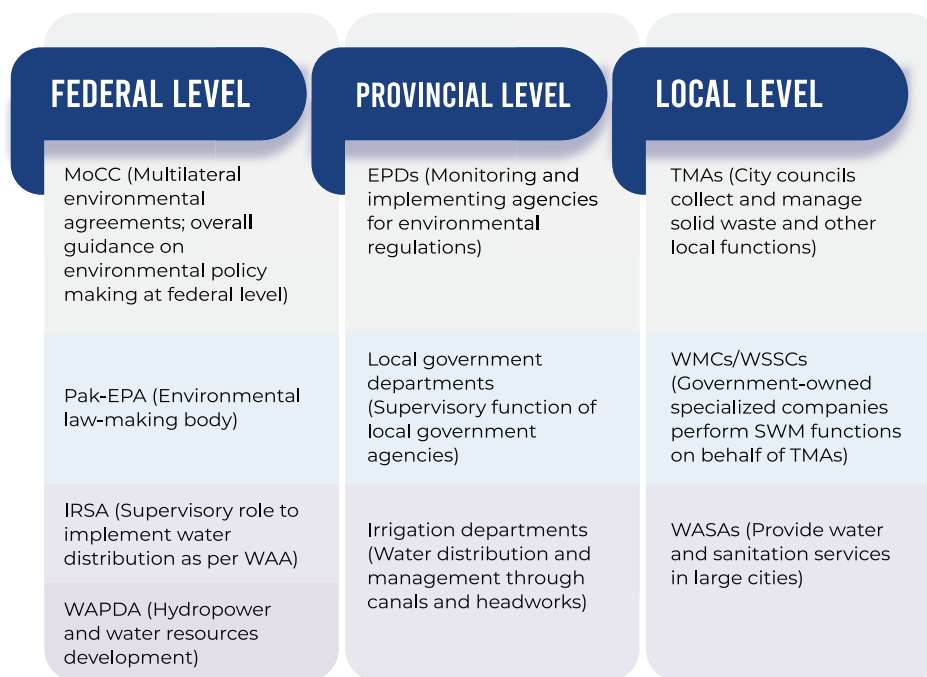 FEDERAL LEVEL
MoCC (Multilateral
environmental
agreements; overall
guidance on
environmental policy
making at federal level)
Pak-EPA (Environmental
law-making body)
IRSA (Supervisory role to
implement water
distribution as per WAA)
WAPDA (Hydropower
and water resources
development)
PROVINCIAL LEVEL
EPDs (Monitoring and
implementing agencies
for environmental
regulations)
Local government
departments
(Supervisory function of
local government
agencies)
Irrigation departments
(Water distribution and
management through
canals and headworks)
LOCAL LEVEL
TMAs (City councils
collect and manage
solid waste and other
local functions)
WMCs/WSSCs
(Government-owned
specialized companies
perform SWM functions
on behalf of TMAs)
WASAs (Provide water
and sanitation services
in large cities)